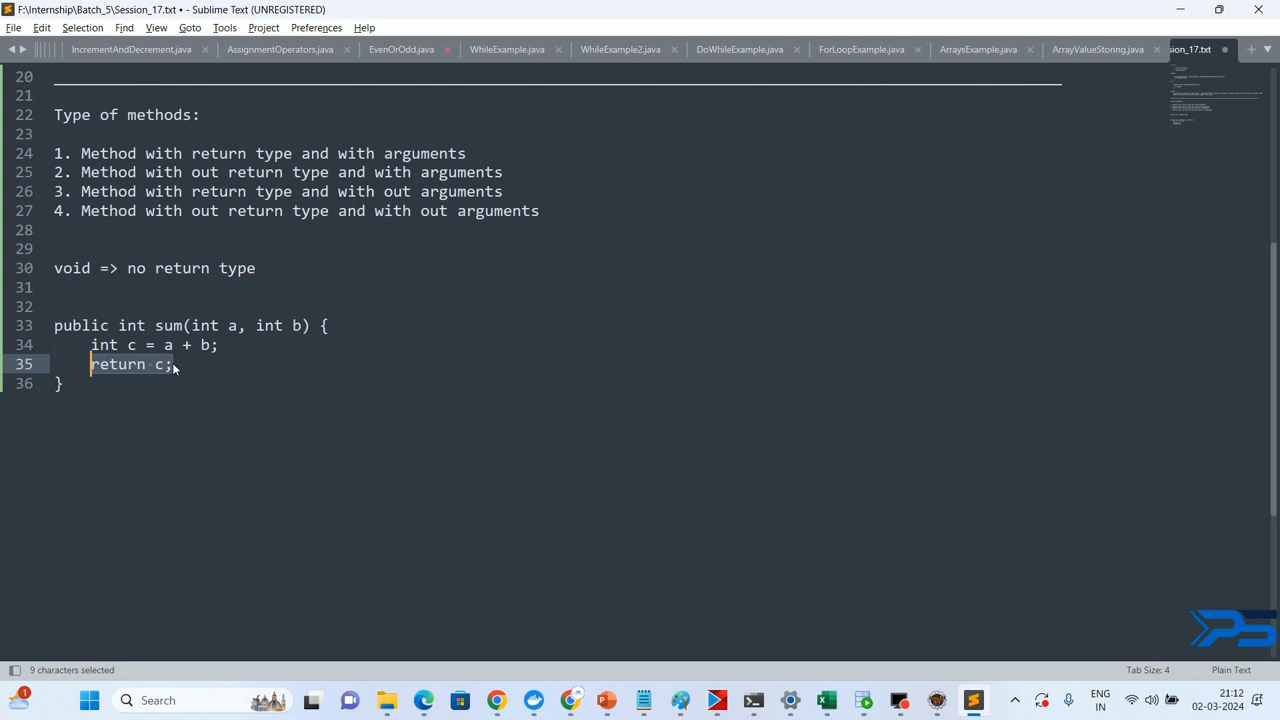 F:\Internship\Batch_5\Session_17.txt • - Sublime Text (UNREGISTERED)
File Edit Selection Find View Goto Tools Project Preferences Help
IncrementAndDecrement.java AssignmentOperators.java EvenOrOdd.java WhileExample.java WhileExample2.java DoWhileExample.java ForLoopExample.java ArraysExample.java ArrayValueStoring.java sion_17.txt
20
21
22 Type of methods:
23
24 1. Method with return type and with arguments
25 2. Method with out return type and with arguments
26 3. Method with return type and with out arguments
27 4. Method with out return type and with out arguments
28
29
30 void => no return type
31
32
33 public int sum(int a, int b) {
34 int c = a + b;
35 return c;
36 }
PS
9 characters selected Tab Size: 4 Plain Text
1 Search ENG IN 21:12 02-03-2024